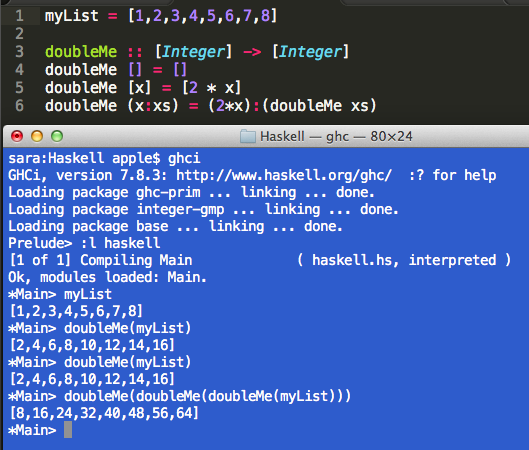 1 myList = [1,2,3,4,5,6,7,8]
2
3 doubleMe :: [Integer] -> [Integer]
4 doubleMe [] = []
5 doubleMe [x] = [2 * x]
6 doubleMe (x:xs) = (2*x):(doubleMe xs)
Haskell — ghc — 80×24
sara:Haskell apple$ ghci
GHCi, version 7.8.3: http://www.haskell.org/ghc/  :? for help
Loading package ghc-prim ... linking ... done.
Loading package integer-gmp ... linking ... done.
Loading package base ... linking ... done.
Prelude> :l haskell
[1 of 1] Compiling Main             ( haskell.hs, interpreted )
Ok, modules loaded: Main.
*Main> myList
[1,2,3,4,5,6,7,8]
*Main> doubleMe(myList)
[2,4,6,8,10,12,14,16]
*Main> doubleMe(myList)
[2,4,6,8,10,12,14,16]
*Main> doubleMe(doubleMe(doubleMe(myList)))
[8,16,24,32,40,48,56,64]
*Main>